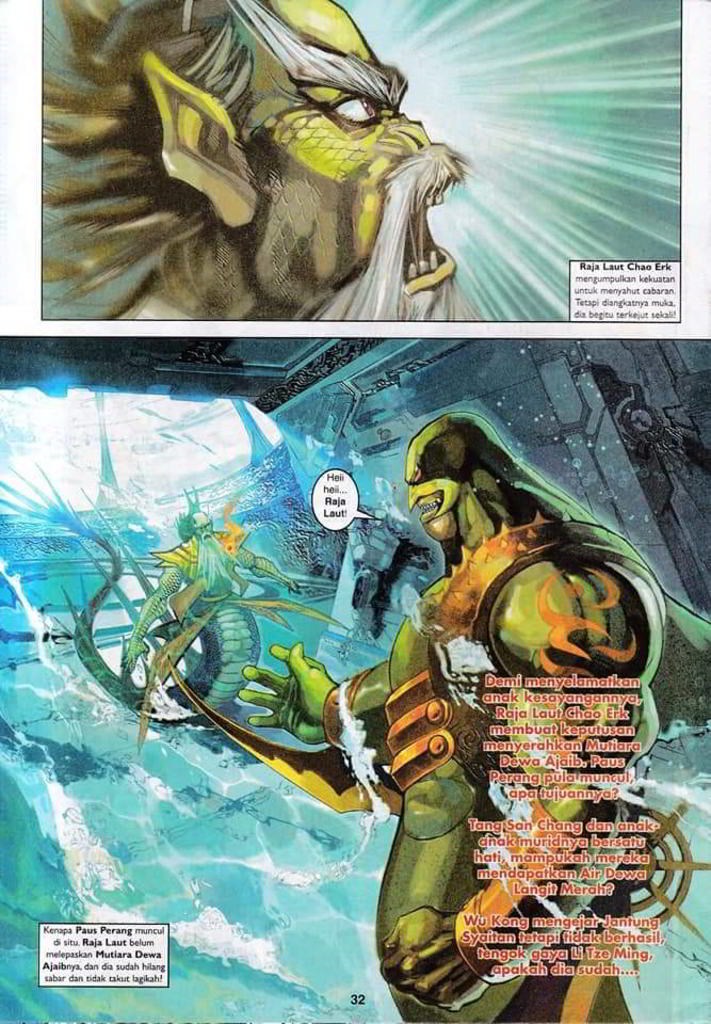 Raja Laut Chao Erk
mengumpulkan kekuatan
untuk menyahut cabaran.
Tetapi diangkatnya muka,
dia begitu terkejut sekali!
Heii
heii...
Raja
Laut!
Demi menyelamatkan
anak kesayangannya,
Raja Laut Chao Erk
membuat keputusan
menyerahkan Mutiara
Dewa Ajaib. Paus
Perang pula muncul,
apa tujuannya?
Tang San Chang dan anak-
anak muridnya bersatu
hati, mampukah mereka
mendapatkan Air Dewa
Langit Merah?
Wu Kong mengejar Jantung
Syaitan tetapi tidak berhasil,
tengok gaya Li Tze Ming,
apakah dia sudah....
Kenapa Paus Perang muncul
di situ. Raja Laut belum
melepaskan Mutiara Dewa
Ajaibnya, dan dia sudah hilang
sabar dan tidak takut lagikah!
32